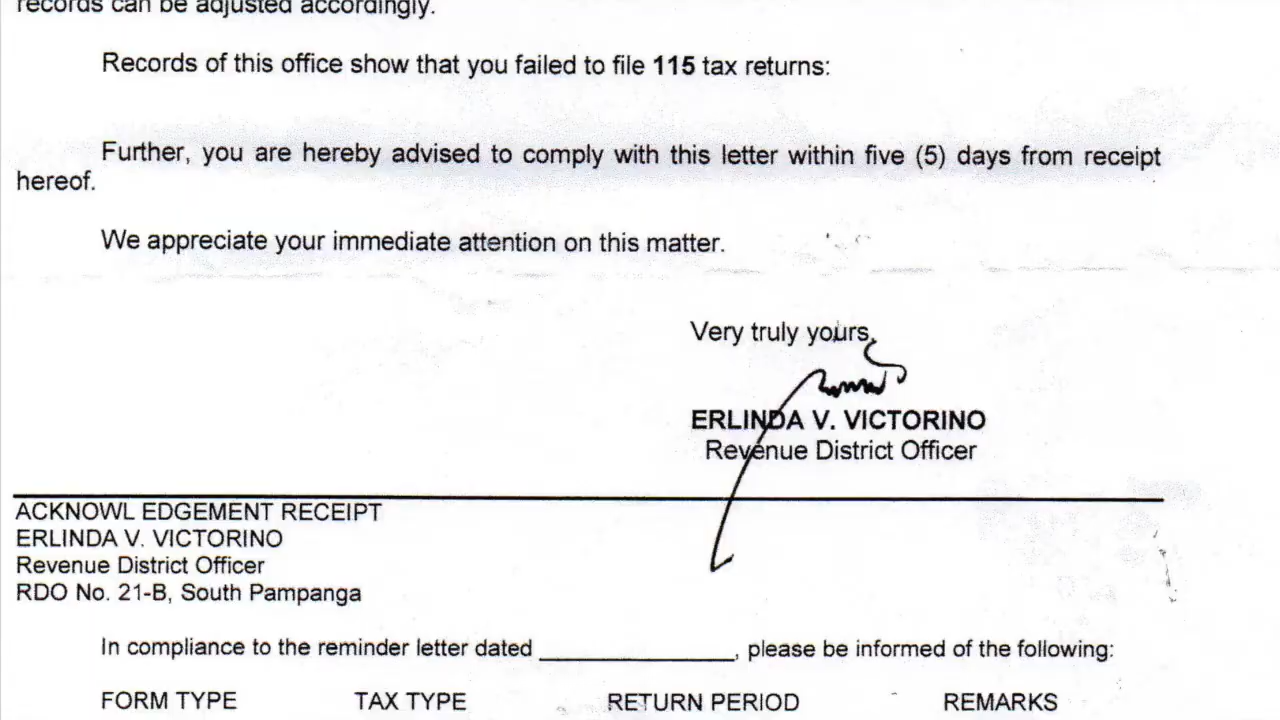 records can be adjusted accordingly.
Records of this office show that you failed to file 115 tax returns:
Further, you are hereby advised to comply with this letter within five (5) days from receipt
hereof.
We appreciate your immediate attention on this matter.
Very truly yours,
ERLINDA V. VICTORINO
Revenue District Officer
ACKNOWL EDGEMENT RECEIPT
ERLINDA V. VICTORINO
Revenue District Officer
RDO No. 21-B, South Pampanga
In compliance to the reminder letter dated _________________, please be informed of the following:
FORM TYPE TAX TYPE RETURN PERIOD REMARKS